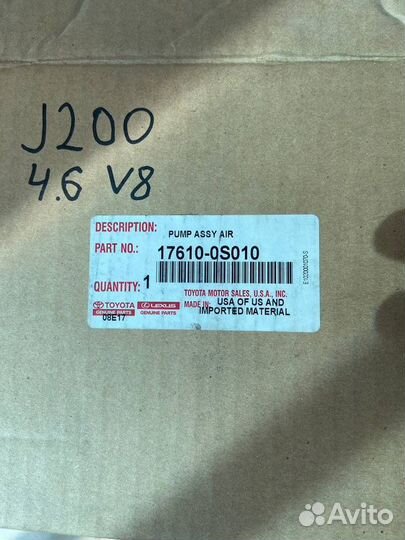 J200
4.6 V8
DESCRIPTION: PUMP ASSY AIR
PART NO.: 17610-0S010
QUANTITY: 1
TOYOTA MOTOR SALES, U.S.A., INC.
TOYOTA LEXUS MADE IN: USA OF US AND
GENUINE PARTS GENUINE PARTS IMPORTED MATERIAL
08E17
Avito